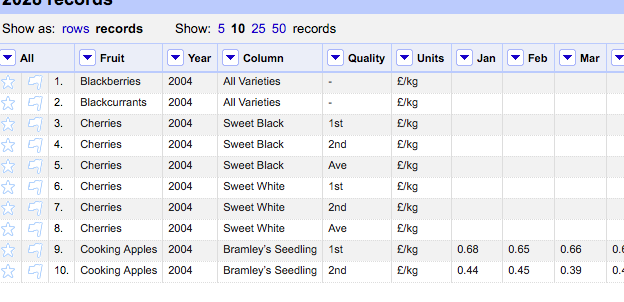 2028 records
Show as: rows records Show: 5 10 25 50 records
All Fruit Year Column Quality Units Jan Feb Mar
1. Blackberries 2004 All Varieties - £/kg
2. Blackcurrants 2004 All Varieties - £/kg
3. Cherries 2004 Sweet Black 1st £/kg
4. Cherries 2004 Sweet Black 2nd £/kg
5. Cherries 2004 Sweet Black Ave £/kg
6. Cherries 2004 Sweet White 1st £/kg
7. Cherries 2004 Sweet White 2nd £/kg
8. Cherries 2004 Sweet White Ave £/kg
9. Cooking Apples 2004 Bramley's Seedling 1st £/kg 0.68 0.65 0.66
10. Cooking Apples 2004 Bramley's Seedling 2nd £/kg 0.44 0.45 0.39